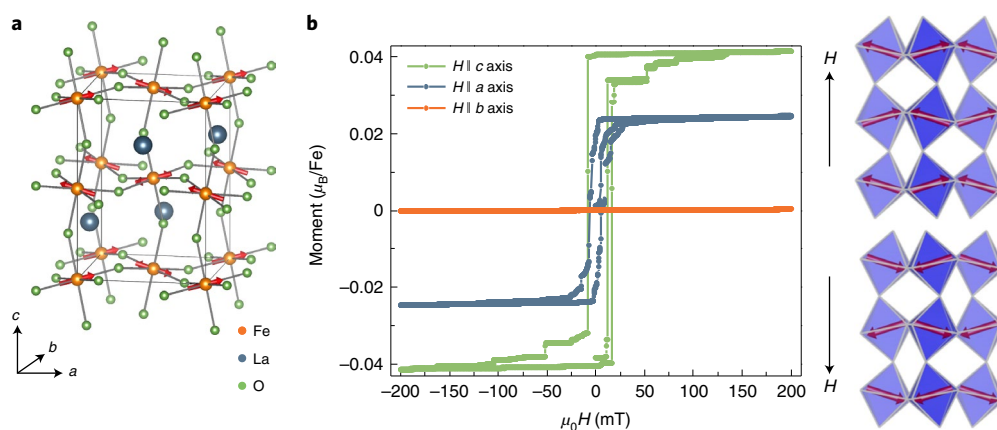 a
c
b
a
Fe
La
O
b
Moment (μB/Fe)
0.04
0.02
0
−0.02
−0.04
H ∥ c axis
H ∥ a axis
H ∥ b axis
−200 −150 −100 −50 0 50 100 150 200
μ0H (mT)
H
H